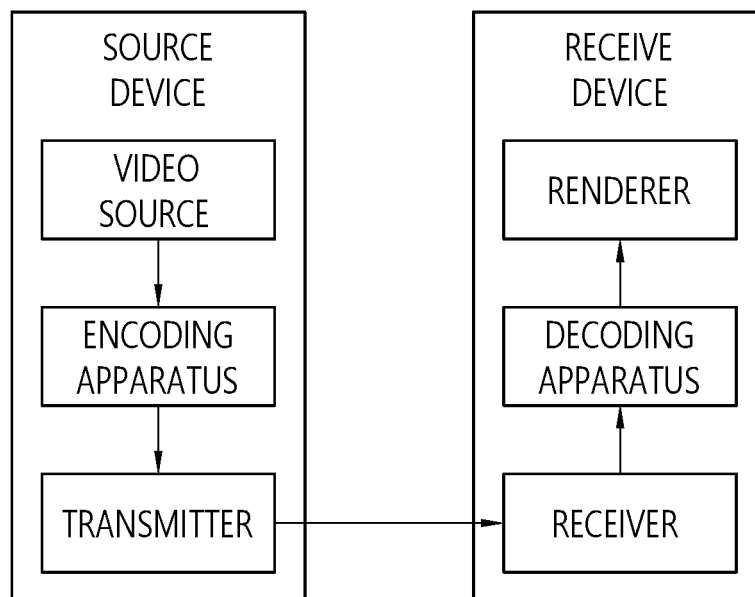 SOURCE
DEVICE
VIDEO
SOURCE
ENCODING
APPARATUS
TRANSMITTER
RECEIVE
DEVICE
RENDERER
DECODING
APPARATUS
RECEIVER